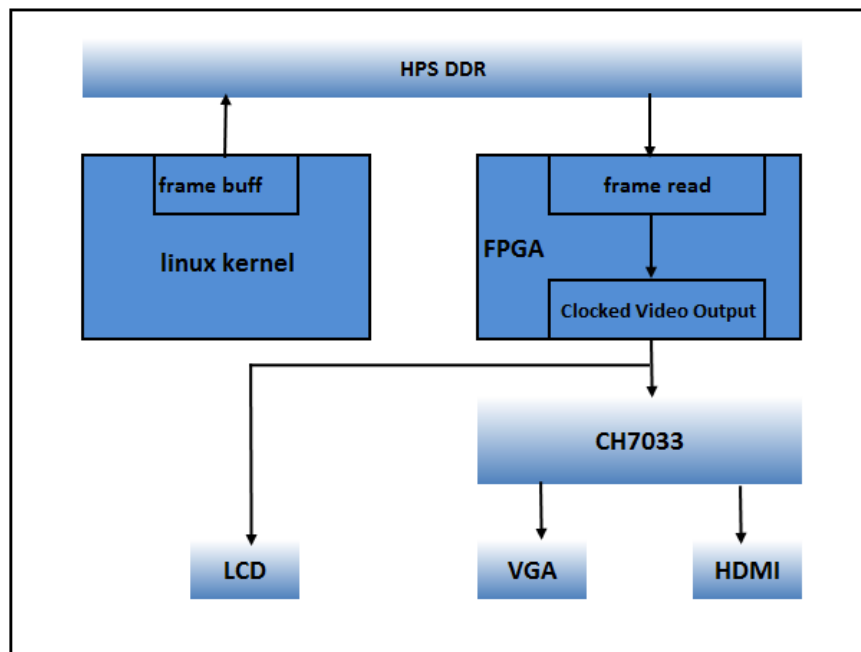 HPS DDR
frame buff
linux kernel
frame read
FPGA
Clocked Video Output
CH7033
LCD
VGA
HDMI